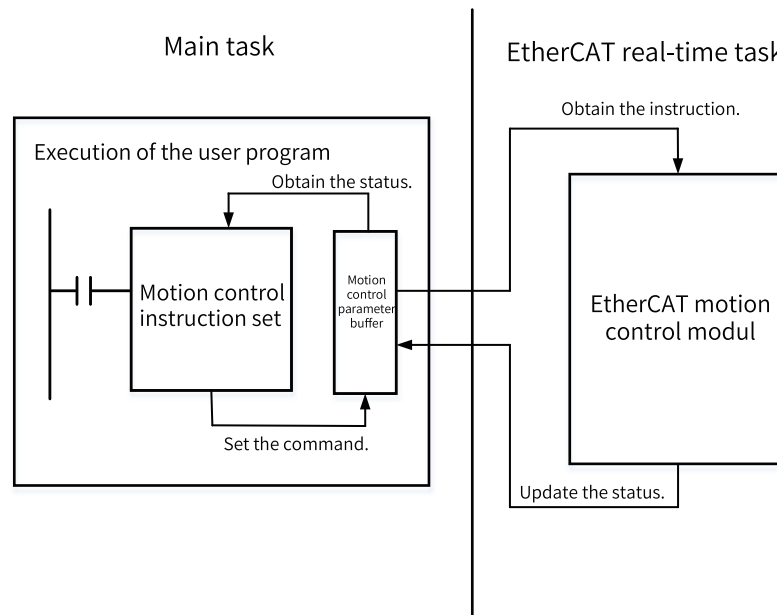 Main task
EtherCAT real-time task
Obtain the instruction.
Execution of the user program
Obtain the status.
Motion control
instruction set
Motion
control
parameter
buffer
EtherCAT motion
control modul
Set the command.
Update the status.